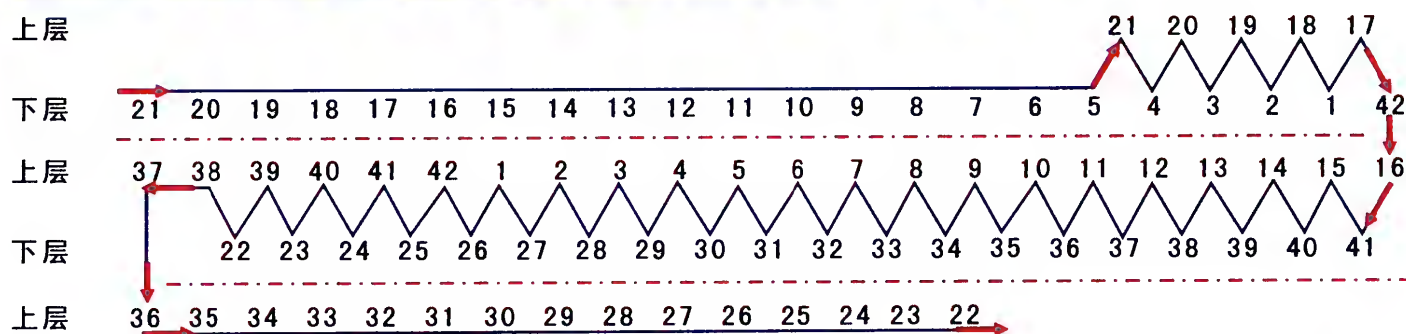 上层 21 20 19 18 17
下层 21 20 19 18 17 16 15 14 13 12 11 10 9 8 7 6 5 4 3 2 1 42
上层 37 38 39 40 41 42 1 2 3 4 5 6 7 8 9 10 11 12 13 14 15 16
下层 22 23 24 25 26 27 28 29 30 31 32 33 34 35 36 37 38 39 40 41
上层 36 35 34 33 32 31 30 29 28 27 26 25 24 23 22